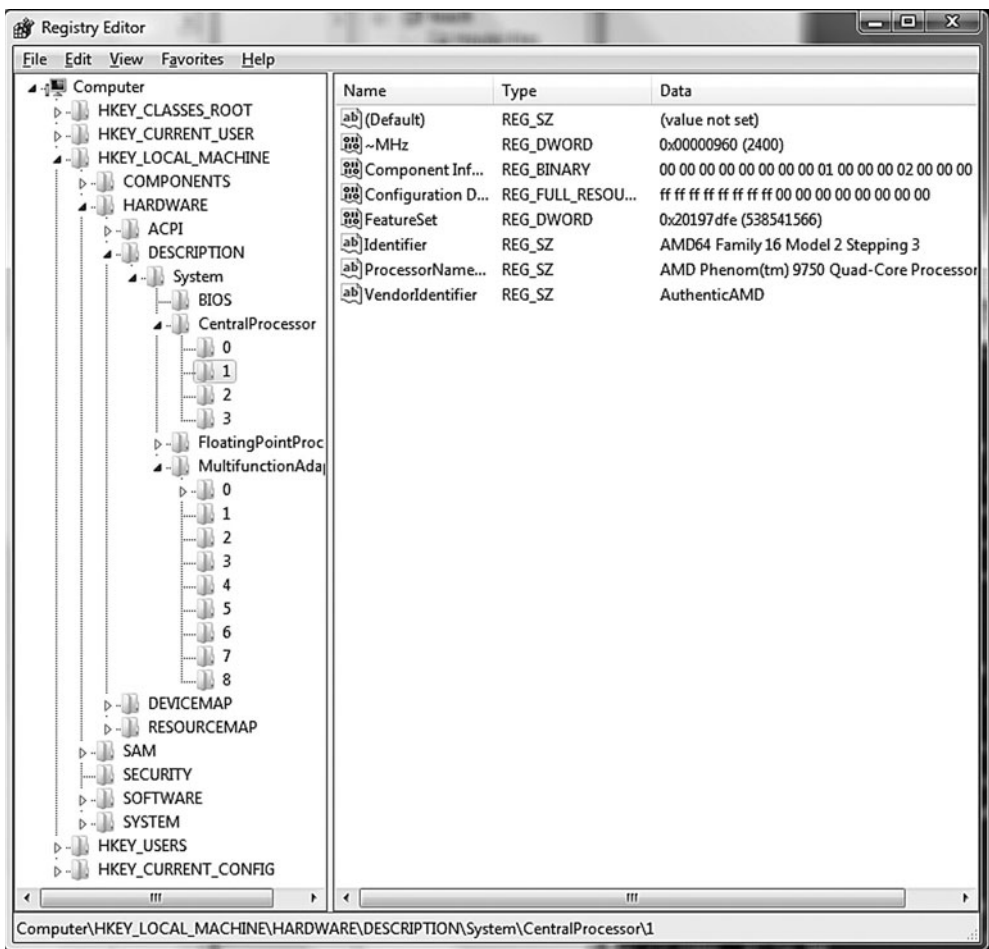 Registry Editor
File Edit View Favorites Help
Computer
HKEY_CLASSES_ROOT
HKEY_CURRENT_USER
HKEY_LOCAL_MACHINE
COMPONENTS
HARDWARE
ACPI
DESCRIPTION
System
BIOS
CentralProcessor
0
1
2
3
FloatingPointProc
MultifunctionAda
0
1
2
3
4
5
6
7
8
DEVICEMAP
RESOURCEMAP
SAM
SECURITY
SOFTWARE
SYSTEM
HKEY_USERS
HKEY_CURRENT_CONFIG
Name Type Data
(Default) REG_SZ (value not set)
~MHz REG_DWORD 0x00000960 (2400)
Component Inf... REG_BINARY 00 00 00 00 00 00 00 00 01 00 00 00 02 00 00 00
Configuration D... REG_FULL_RESOU... ff ff ff ff ff ff ff ff 00 00 00 00 00 00 00 00
FeatureSet REG_DWORD 0x20197dfe (538541566)
Identifier REG_SZ AMD64 Family 16 Model 2 Stepping 3
ProcessorName... REG_SZ AMD Phenom(tm) 9750 Quad-Core Processor
VendorIdentifier REG_SZ AuthenticAMD
Computer\HKEY_LOCAL_MACHINE\HARDWARE\DESCRIPTION\System\CentralProcessor\1